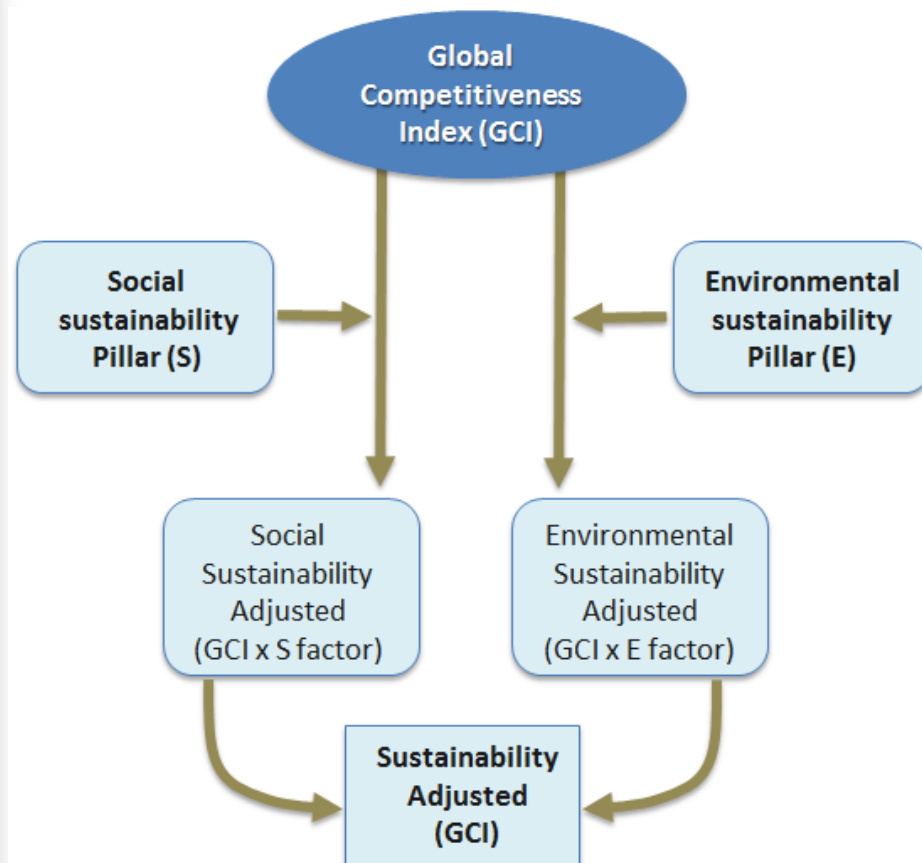 Global
Competitiveness
Index (GCI)
Social
sustainability
Pillar (S)
Environmental
sustainability
Pillar (E)
Social
Sustainability
Adjusted
(GCI x S factor)
Environmental
Sustainability
Adjusted
(GCI x E factor)
Sustainability
Adjusted
(GCI)